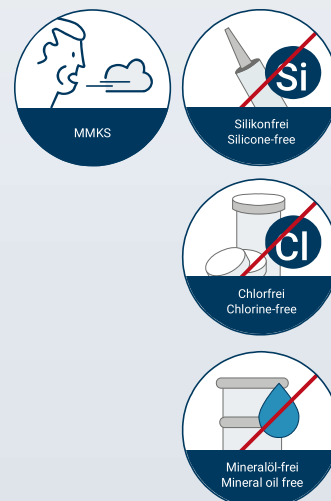 MMKS
Si
Silikonfrei
Silicone-free
Cl
Chlorfrei
Chlorine-free
Mineralöl-frei
Mineral oil free